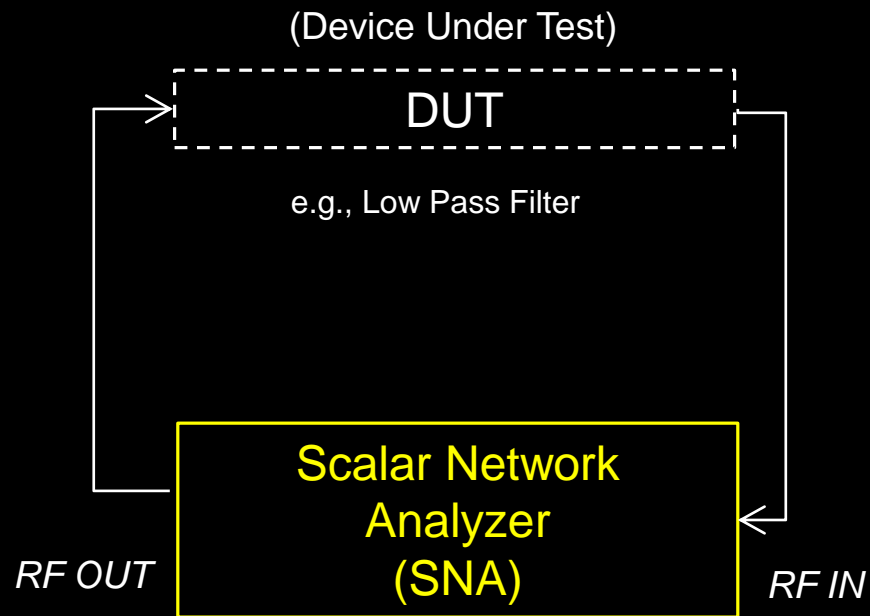 (Device Under Test)
DUT
e.g., Low Pass Filter
Scalar Network
Analyzer
(SNA)
RF OUT
RF IN